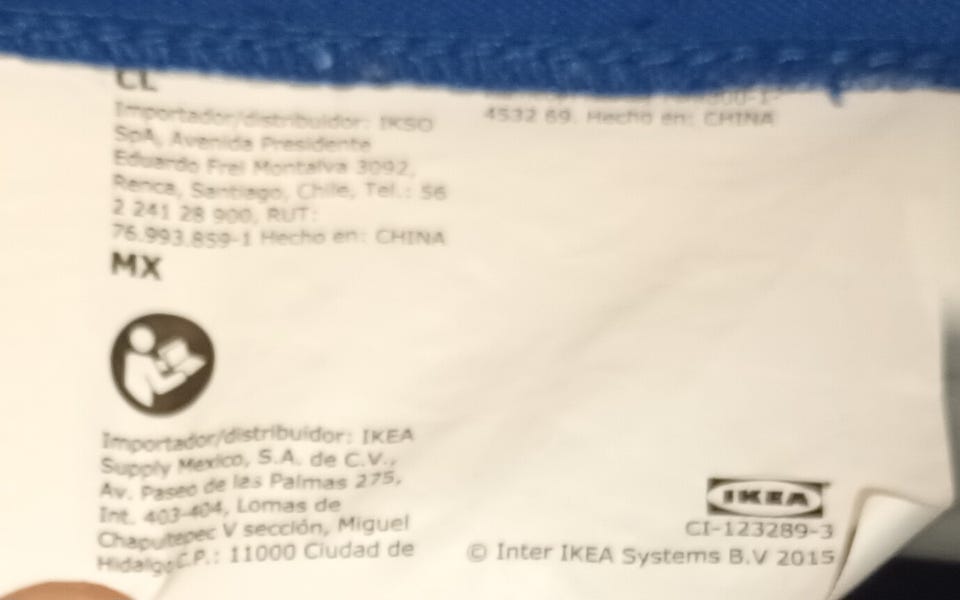 CL
Importador/distribuidor: IKSO
SpA, Avenida Presidente
Eduardo Frei Montalva 3092,
Renca, Santiago, Chile, Tel.: 56
2 241 28 900, RUT:
76.993.859-1 Hecho en: CHINA
MX
Importador/distribuidor: IKEA
Supply Mexico, S.A. de C.V.,
Av. Paseo de las Palmas 275,
Int. 403-404, Lomas de
Chapultepec V sección, Miguel
Hidalgo C.P.: 11000 Ciudad de
4532 69. Hecho en: CHINA
IKEA
CI-123289-3
© Inter IKEA Systems B.V 2015